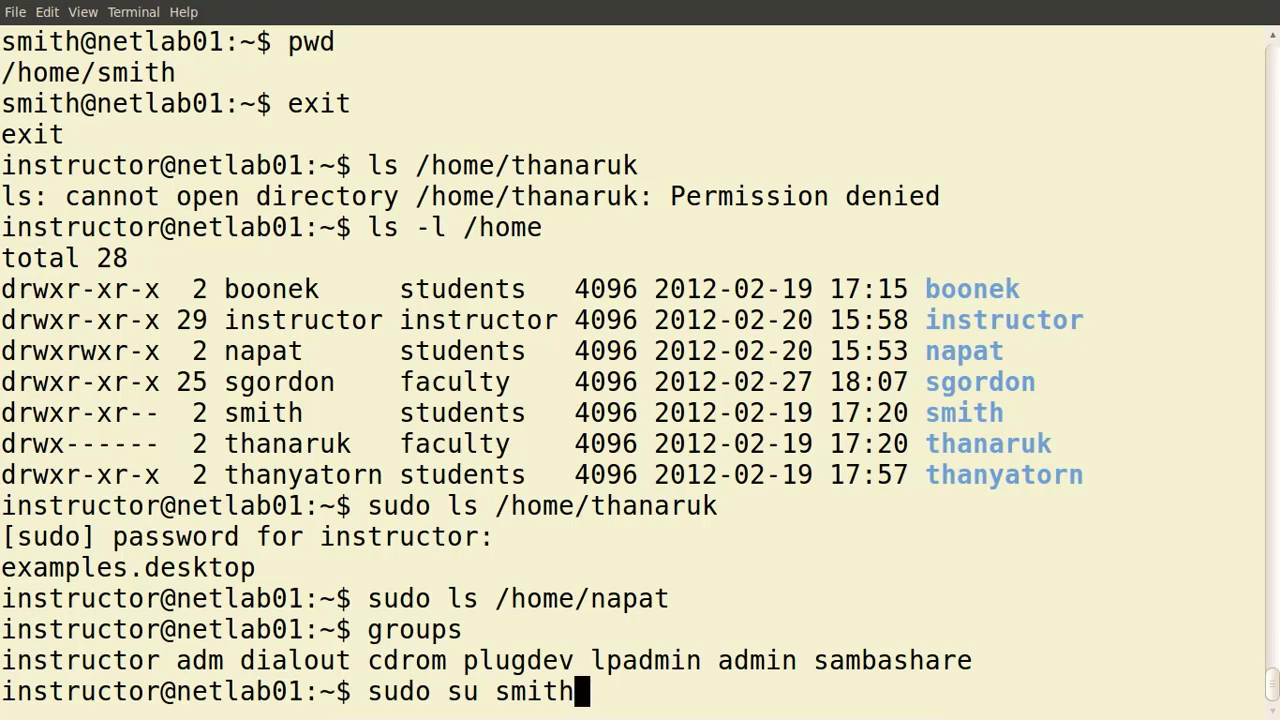 File Edit View Terminal Help
smith@netlab01:~$ pwd
/home/smith
smith@netlab01:~$ exit
exit
instructor@netlab01:~$ ls /home/thanaruk
ls: cannot open directory /home/thanaruk: Permission denied
instructor@netlab01:~$ ls -l /home
total 28
drwxr-xr-x  2 boonek     students   4096 2012-02-19 17:15 boonek
drwxr-xr-x 29 instructor instructor 4096 2012-02-20 15:58 instructor
drwxrwxr-x  2 napat      students   4096 2012-02-20 15:53 napat
drwxr-xr-x 25 sgordon    faculty    4096 2012-02-27 18:07 sgordon
drwxr-xr--  2 smith      students   4096 2012-02-19 17:20 smith
drwx------  2 thanaruk   faculty    4096 2012-02-19 17:20 thanaruk
drwxr-xr-x  2 thanyatorn students   4096 2012-02-19 17:57 thanyatorn
instructor@netlab01:~$ sudo ls /home/thanaruk
[sudo] password for instructor:
examples.desktop
instructor@netlab01:~$ sudo ls /home/napat
instructor@netlab01:~$ groups
instructor adm dialout cdrom plugdev lpadmin admin sambashare
instructor@netlab01:~$ sudo su smith